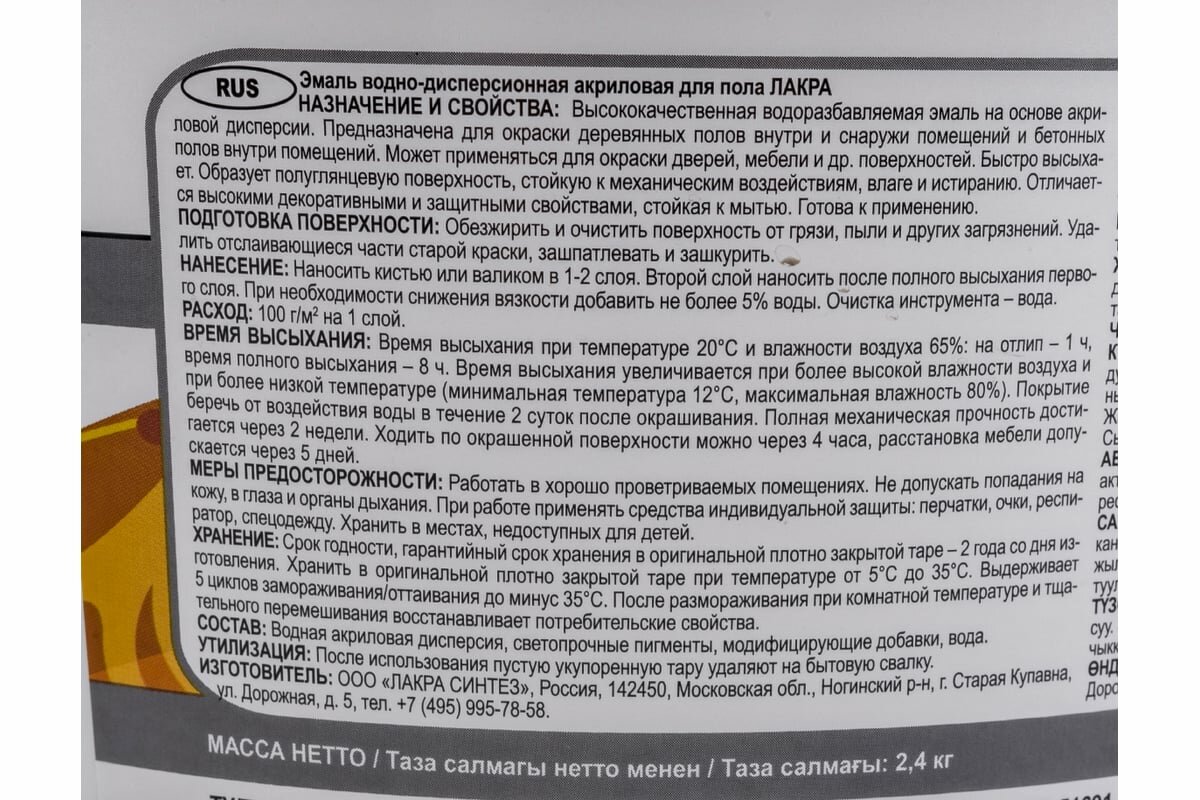 RUS Эмаль водно-дисперсионная акриловая для пола ЛАКРА
НАЗНАЧЕНИЕ И СВОЙСТВА: Высококачественная водоразбавляемая эмаль на основе акри-
ловой дисперсии. Предназначена для окраски деревянных полов внутри и снаружи помещений и бетонных
полов внутри помещений. Может применяться для окраски дверей, мебели и др. поверхностей. Быстро высыха-
ет. Образует полуглянцевую поверхность, стойкую к механическим воздействиям, влаге и истиранию. Отличает-
ся высокими декоративными и защитными свойствами, стойкая к мытью. Готова к применению.
ПОДГОТОВКА ПОВЕРХНОСТИ: Обезжирить и очистить поверхность от грязи, пыли и других загрязнений. Уда-
лить отслаивающиеся части старой краски, зашпатлевать и зашкурить.
НАНЕСЕНИЕ: Наносить кистью или валиком в 1-2 слоя. Второй слой наносить после полного высыхания перво-
го слоя. При необходимости снижения вязкости добавить не более 5% воды. Очистка инструмента – вода.
РАСХОД: 100 г/м² на 1 слой.
ВРЕМЯ ВЫСЫХАНИЯ: Время высыхания при температуре 20°С и влажности воздуха 65%: на отлип – 1 ч,
время полного высыхания – 8 ч. Время высыхания увеличивается при более высокой влажности воздуха и
при более низкой температуре (минимальная температура 12°С, максимальная влажность 80%). Покрытие
беречь от воздействия воды в течение 2 суток после окрашивания. Полная механическая прочность дости-
гается через 2 недели. Ходить по окрашенной поверхности можно через 4 часа, расстановка мебели допу-
скается через 5 дней.
МЕРЫ ПРЕДОСТОРОЖНОСТИ: Работать в хорошо проветриваемых помещениях. Не допускать попадания на
кожу, в глаза и органы дыхания. При работе применять средства индивидуальной защиты: перчатки, очки, респи-
ратор, спецодежду. Хранить в местах, недоступных для детей.
ХРАНЕНИЕ: Срок годности, гарантийный срок хранения в оригинальной плотно закрытой таре – 2 года со дня из-
готовления. Хранить в оригинальной плотно закрытой таре при температуре от 5°С до 35°С. Выдерживает
5 циклов замораживания/оттаивания до минус 35°С. После размораживания при комнатной температуре и тща-
тельного перемешивания восстанавливает потребительские свойства.
СОСТАВ: Водная акриловая дисперсия, светопрочные пигменты, модифицирующие добавки, вода.
УТИЛИЗАЦИЯ: После использования пустую укупоренную тару удаляют на бытовую свалку.
ИЗГОТОВИТЕЛЬ: ООО «ЛАКРА СИНТЕЗ», Россия, 142450, Московская обл., Ногинский р-н, г. Старая Купавна,
ул. Дорожная, д. 5, тел. +7 (495) 995-78-58.
МАССА НЕТТО / Таза салмагы нетто менен / Таза салмағы: 2,4 кг